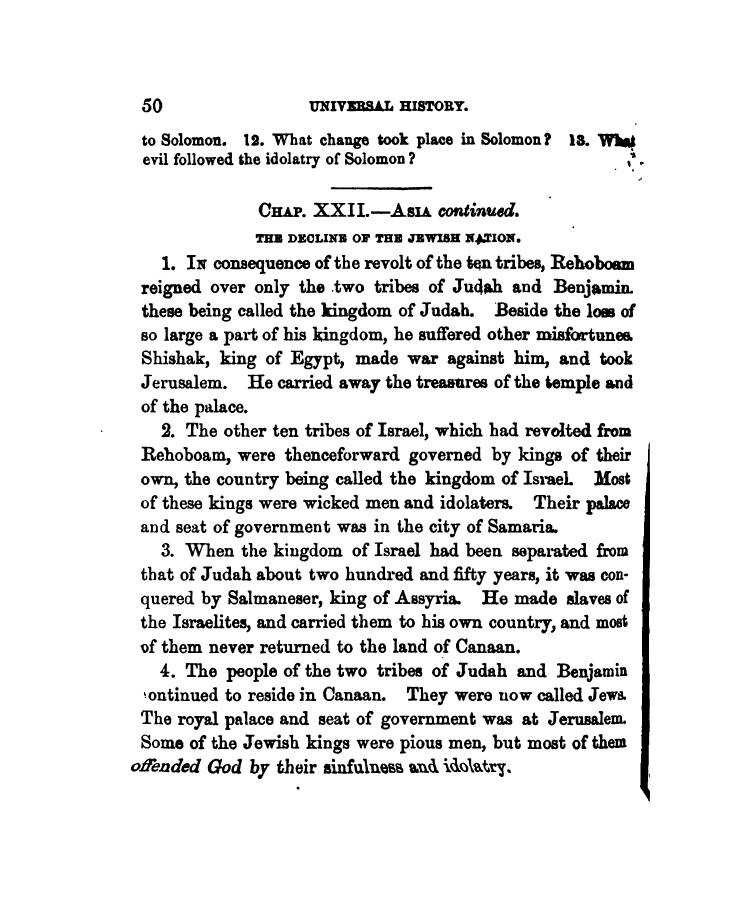 50 UNIVERSAL HISTORY.
to Solomon. 12. What change took place in Solomon? 13. What
evil followed the idolatry of Solomon?
CHAP. XXII.—ASIA continued.
THE DECLINE OF THE JEWISH NATION.
1. IN consequence of the revolt of the ten tribes, Rehoboam
reigned over only the two tribes of Judah and Benjamin.
these being called the kingdom of Judah. Beside the loss of
so large a part of his kingdom, he suffered other misfortunes.
Shishak, king of Egypt, made war against him, and took
Jerusalem. He carried away the treasures of the temple and
of the palace.
2. The other ten tribes of Israel, which had revolted from
Rehoboam, were thenceforward governed by kings of their
own, the country being called the kingdom of Israel. Most
of these kings were wicked men and idolaters. Their palace
and seat of government was in the city of Samaria.
3. When the kingdom of Israel had been separated from
that of Judah about two hundred and fifty years, it was con-
quered by Salmaneser, king of Assyria. He made slaves of
the Israelites, and carried them to his own country, and most
of them never returned to the land of Canaan.
4. The people of the two tribes of Judah and Benjamin
continued to reside in Canaan. They were now called Jews.
The royal palace and seat of government was at Jerusalem.
Some of the Jewish kings were pious men, but most of them
offended God by their sinfulness and idolatry.